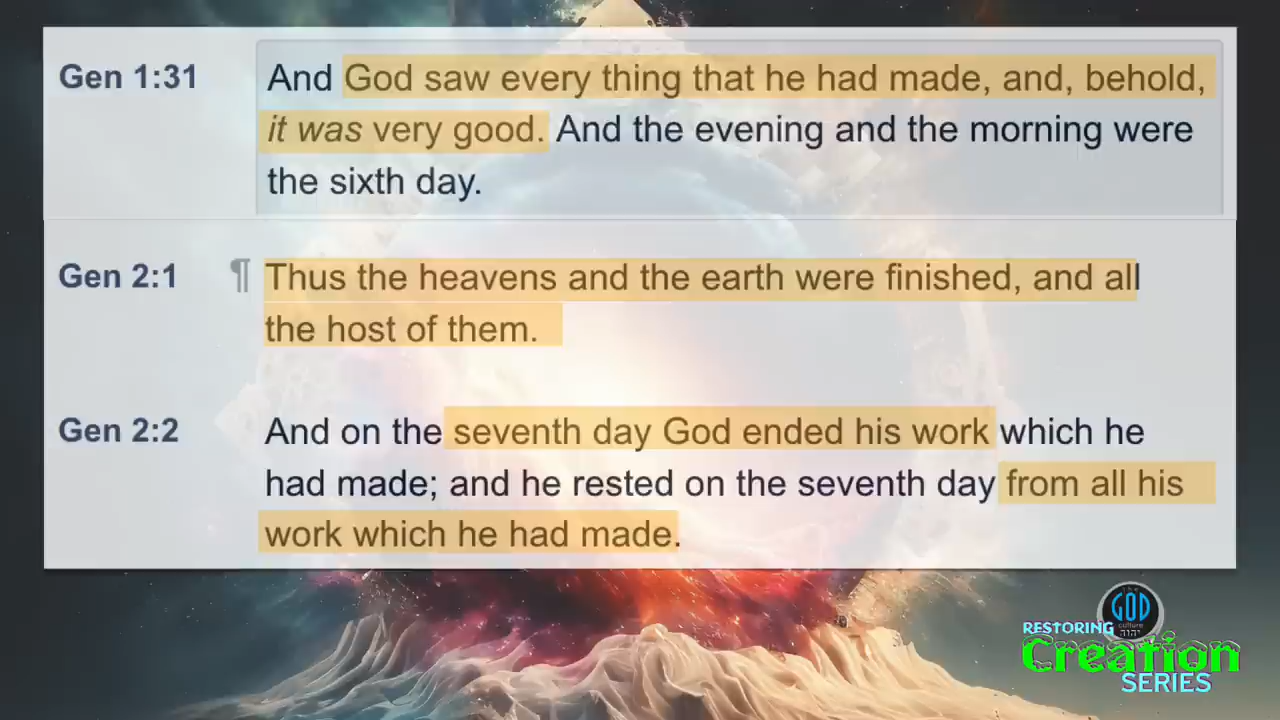 Gen 1:31 And God saw every thing that he had made, and, behold,
it was very good. And the evening and the morning were
the sixth day.
Gen 2:1 ¶ Thus the heavens and the earth were finished, and all
the host of them.
Gen 2:2 And on the seventh day God ended his work which he
had made; and he rested on the seventh day from all his
work which he had made.
THE
GOD
culture
יהוה
RESTORING
Creation
SERIES